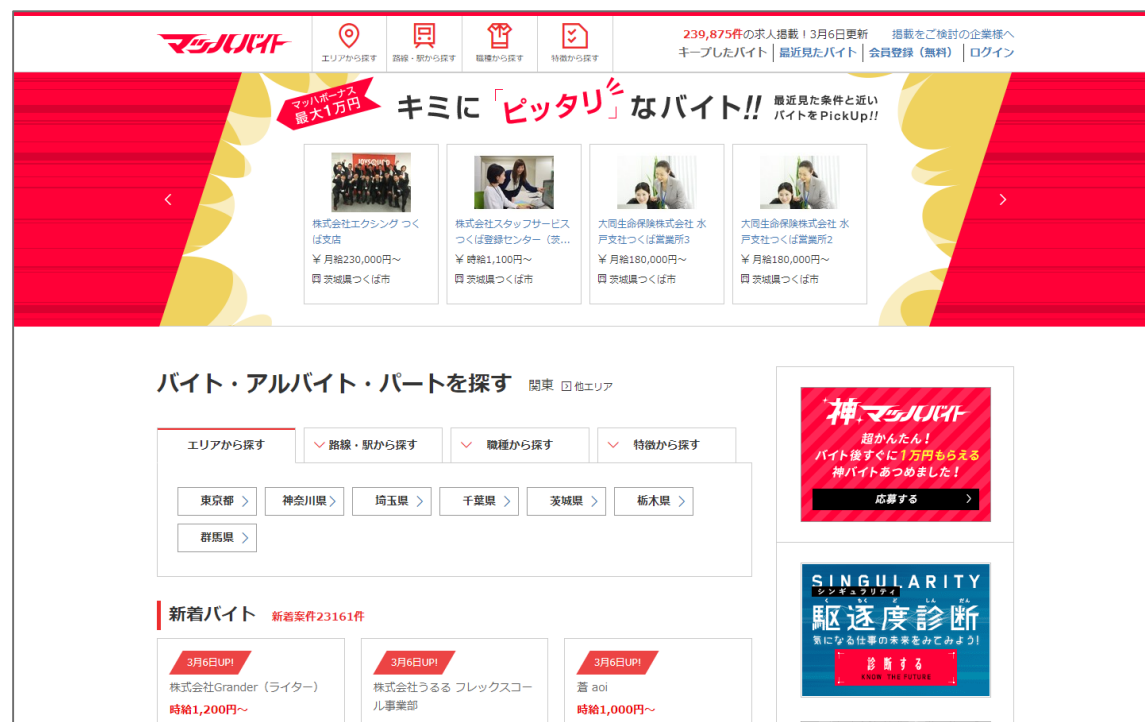 マッハバイト
エリアから探す
路線・駅から探す
職種から探す
特徴から探す
239,875件の求人掲載！3月6日更新
掲載をご検討の企業様へ
キープしたバイト
最近見たバイト
会員登録（無料）
ログイン
マッハボーナス
最大1万円
キミに「ピッタリ」なバイト!!
最近見た条件と近い
バイトをPickUp!!
株式会社エクシング つく
ば支店
¥ 月給230,000円～
茨城県つくば市
株式会社スタッフサービス
つくば登録センター（茨...
¥ 時給1,100円～
茨城県つくば市
大同生命保険株式会社 水
戸支社つくば営業所3
¥ 月給180,000円～
茨城県つくば市
大同生命保険株式会社 水
戸支社つくば営業所2
¥ 月給180,000円～
茨城県つくば市
バイト・アルバイト・パートを探す
関東
他エリア
エリアから探す
路線・駅から探す
職種から探す
特徴から探す
東京都
神奈川県
埼玉県
千葉県
茨城県
栃木県
群馬県
新着バイト
新着案件23161件
3月6日UP!
株式会社Grander（ライター）
時給1,200円～
3月6日UP!
株式会社うるる フレックスコー
ル事業部
3月6日UP!
蒼 aoi
時給1,000円～
神マッハバイト
超かんたん！
バイト後すぐに1万円もらえる
神バイトあつめました！
応募する
SINGULARITY
シンギュラリティ
くちくどしんだん
駆逐度診断
気になる仕事の未来をみてみよう!
診断する
KNOW THE FUTURE